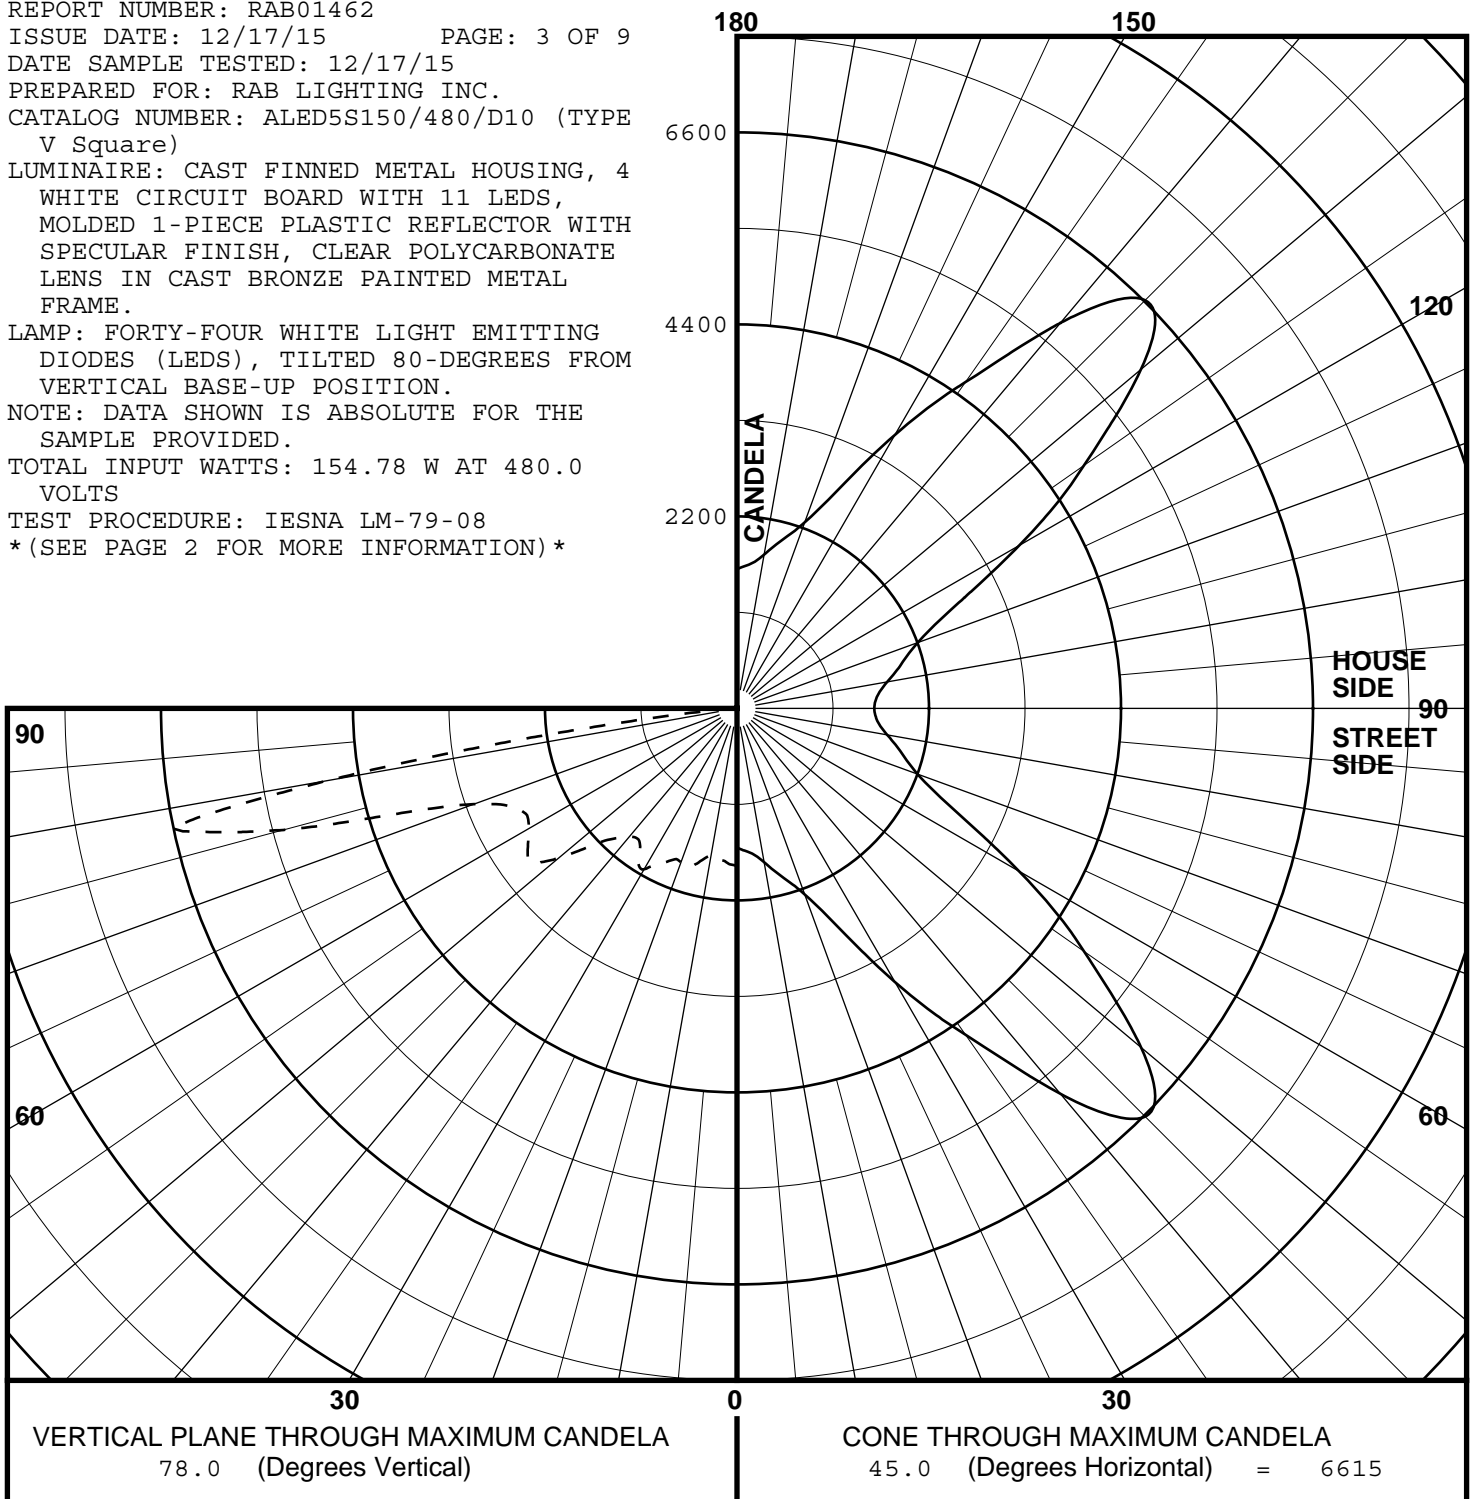 REPORT NUMBER: RAB01462
ISSUE DATE: 12/17/15 PAGE: 3 OF 9
DATE SAMPLE TESTED: 12/17/15
PREPARED FOR: RAB LIGHTING INC.
CATALOG NUMBER: ALED5S150/480/D10 (TYPE
V Square)
LUMINAIRE: CAST FINNED METAL HOUSING, 4
WHITE CIRCUIT BOARD WITH 11 LEDS,
MOLDED 1-PIECE PLASTIC REFLECTOR WITH
SPECULAR FINISH, CLEAR POLYCARBONATE
LENS IN CAST BRONZE PAINTED METAL
FRAME.
LAMP: FORTY-FOUR WHITE LIGHT EMITTING
DIODES (LEDS), TILTED 80-DEGREES FROM
VERTICAL BASE-UP POSITION.
NOTE: DATA SHOWN IS ABSOLUTE FOR THE
SAMPLE PROVIDED.
TOTAL INPUT WATTS: 154.78 W AT 480.0
VOLTS
TEST PROCEDURE: IESNA LM-79-08
*(SEE PAGE 2 FOR MORE INFORMATION)*
180 150
6600
120
4400
CANDELA
2200
HOUSE
SIDE
90 90
STREET
SIDE
60 60
30 0 30
VERTICAL PLANE THROUGH MAXIMUM CANDELA
78.0 (Degrees Vertical)
CONE THROUGH MAXIMUM CANDELA
45.0 (Degrees Horizontal) = 6615